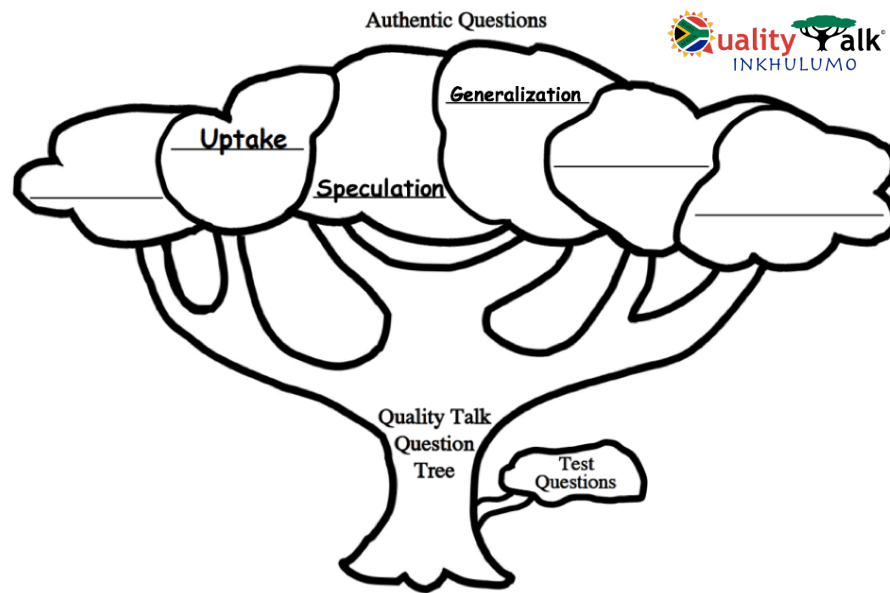 Authentic Questions
Quality Talk©
INKHULUMO
Generalization
Uptake
Speculation
Quality Talk
Question
Tree
Test
Questions